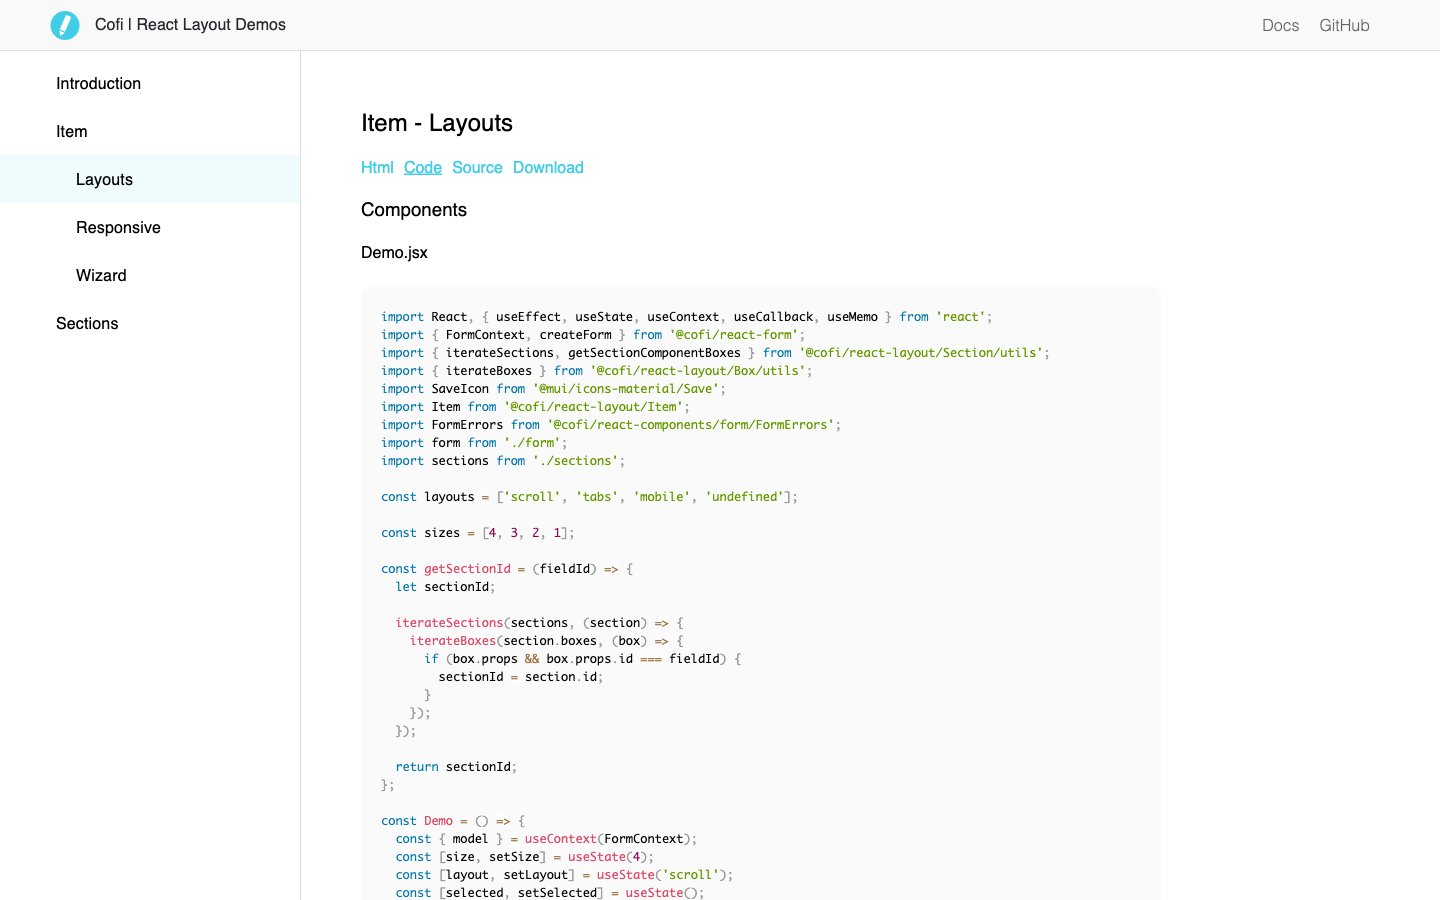 Cofi | React Layout Demos
Docs GitHub
Introduction
Item
Layouts
Responsive
Wizard
Sections
Item - Layouts
Html Code Source Download
Components
Demo.jsx
import React, { useEffect, useState, useContext, useCallback, useMemo } from 'react';
import { FormContext, createForm } from '@cofi/react-form';
import { iterateSections, getSectionComponentBoxes } from '@cofi/react-layout/Section/utils';
import { iterateBoxes } from '@cofi/react-layout/Box/utils';
import SaveIcon from '@mui/icons-material/Save';
import Item from '@cofi/react-layout/Item';
import FormErrors from '@cofi/react-components/form/FormErrors';
import form from './form';
import sections from './sections';
const layouts = ['scroll', 'tabs', 'mobile', 'undefined'];
const sizes = [4, 3, 2, 1];
const getSectionId = (fieldId) => {
  let sectionId;
  iterateSections(sections, (section) => {
    iterateBoxes(section.boxes, (box) => {
      if (box.props && box.props.id === fieldId) {
        sectionId = section.id;
      }
    });
  });
  return sectionId;
};
const Demo = () => {
  const { model } = useContext(FormContext);
  const [size, setSize] = useState(4);
  const [layout, setLayout] = useState('scroll');
  const [selected, setSelected] = useState();